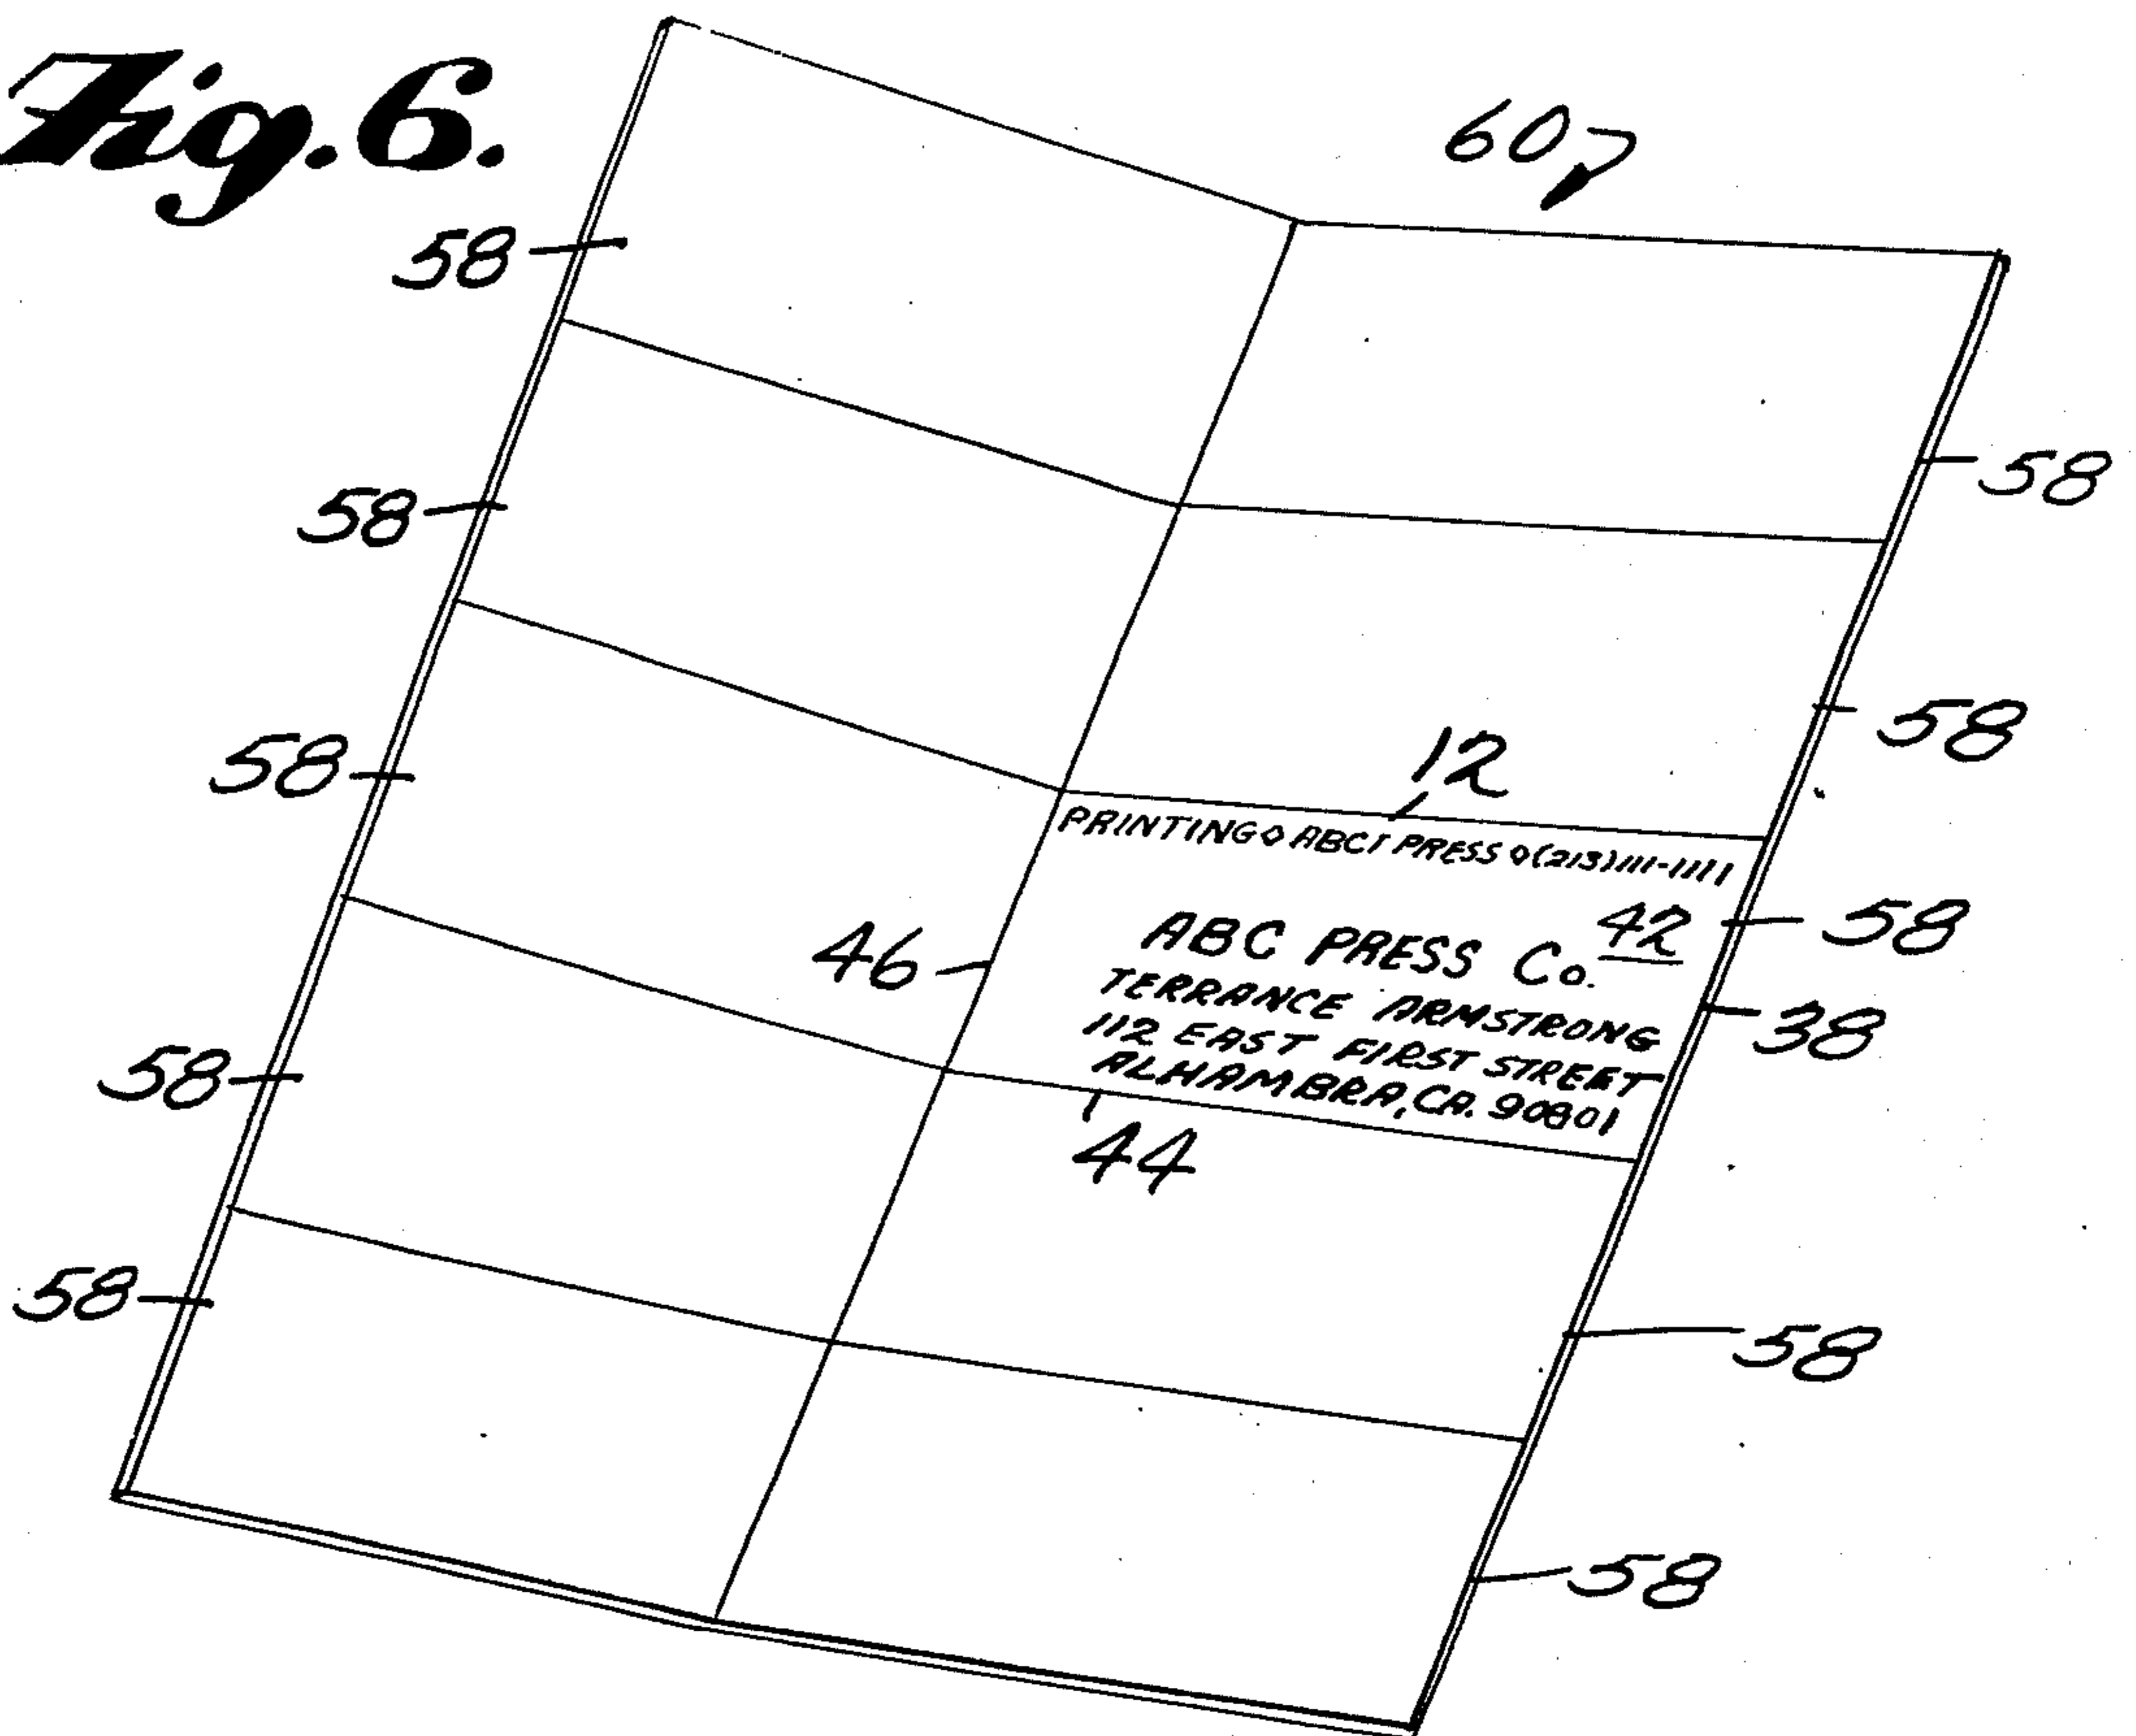 Fig. 6.
60
58
58
58
58
58
58
12
PRINTING◇ABCI PRESS◇(213)111-1111
ABC PRESS Co. 42
58
46
TERRANCE ARMSTRONG
38
112 EAST FIRST STREET
ALHAMBRA, CA. 90801
58
44
58
58
58